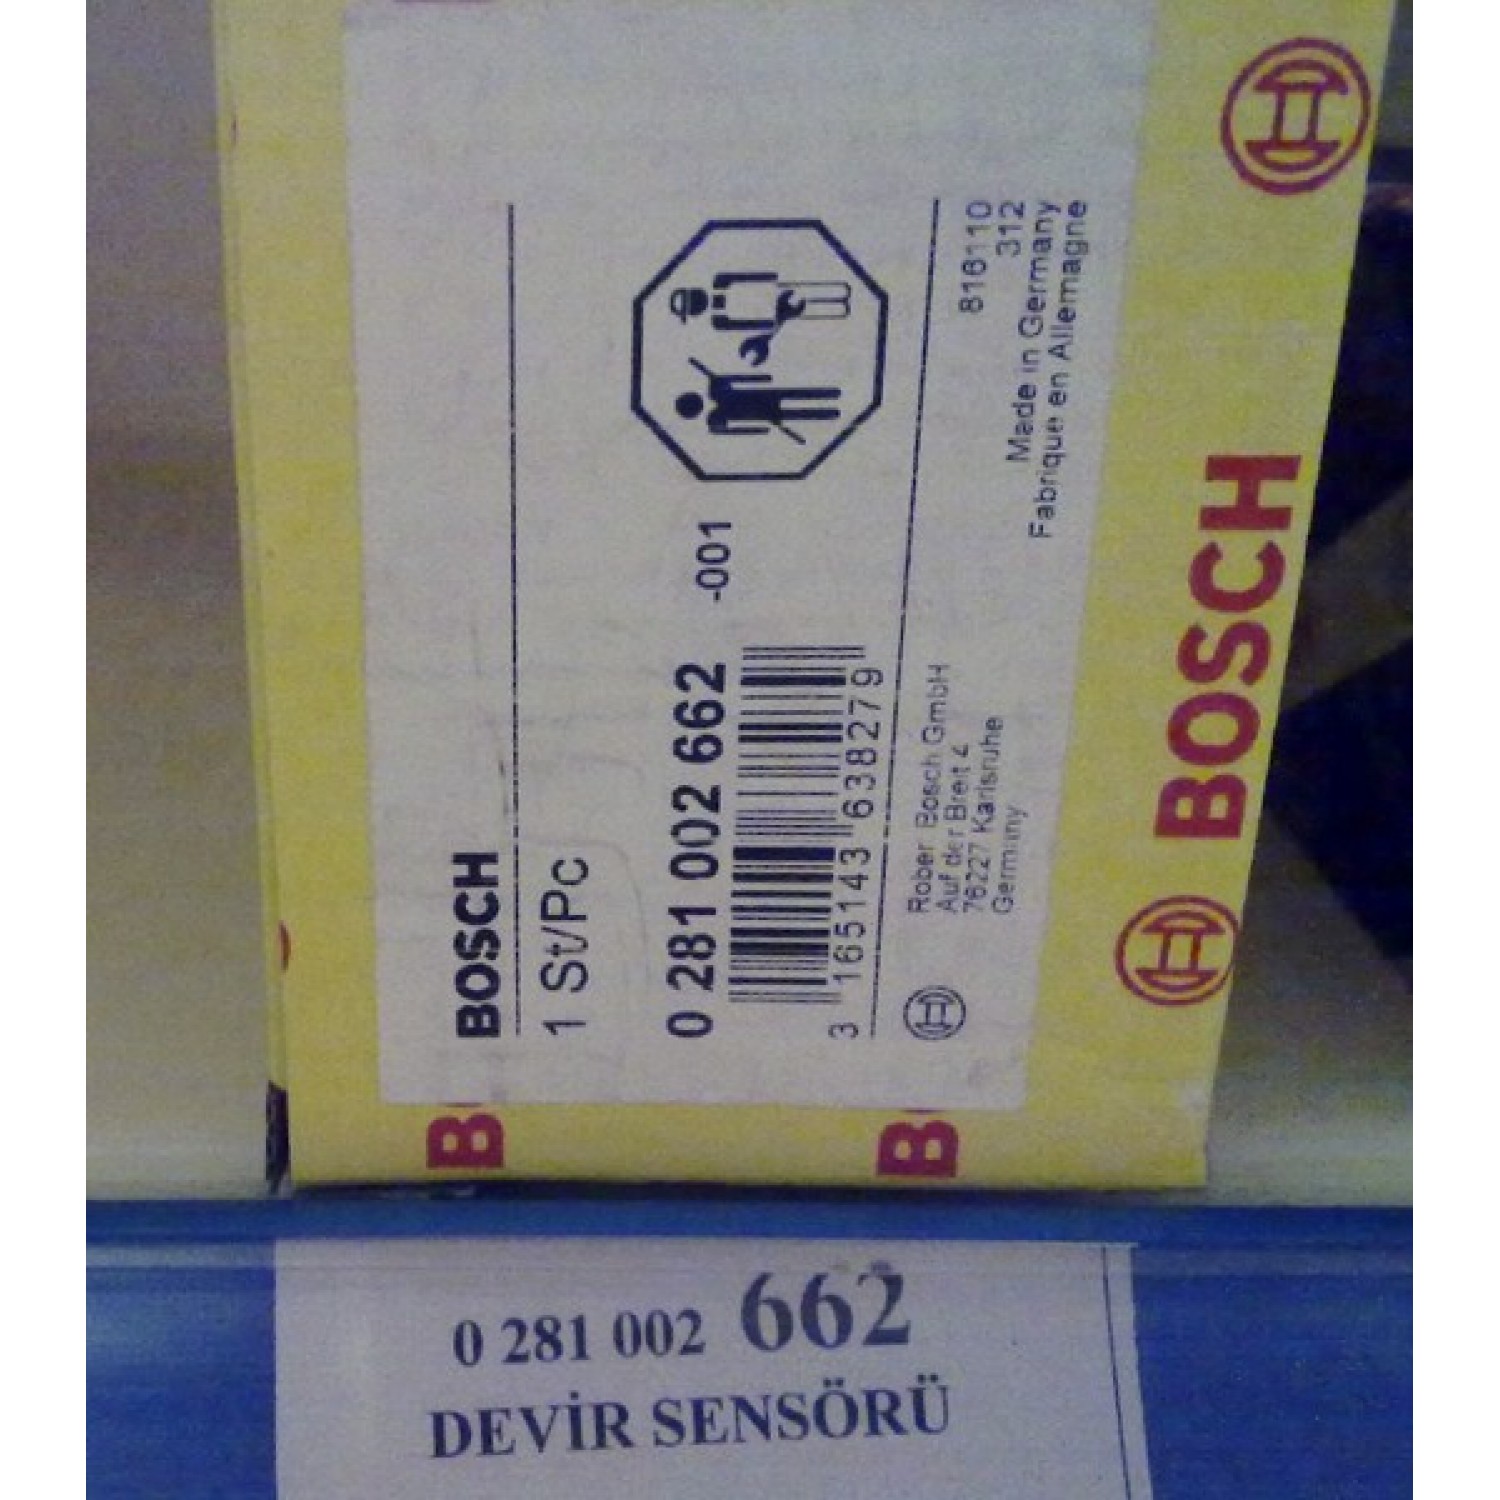 BOSCH
1 St/Pc
0 281 002 662 -001
3 165143 638279
Rober Bosch GmbH
Auf der Breit 4
76227 Karlsruhe
Germany
816110
312
Made in Germany
Fabriqué en Allemagne
BOSCH
B
B
0 281 002 662
DEVİR SENSÖRÜ